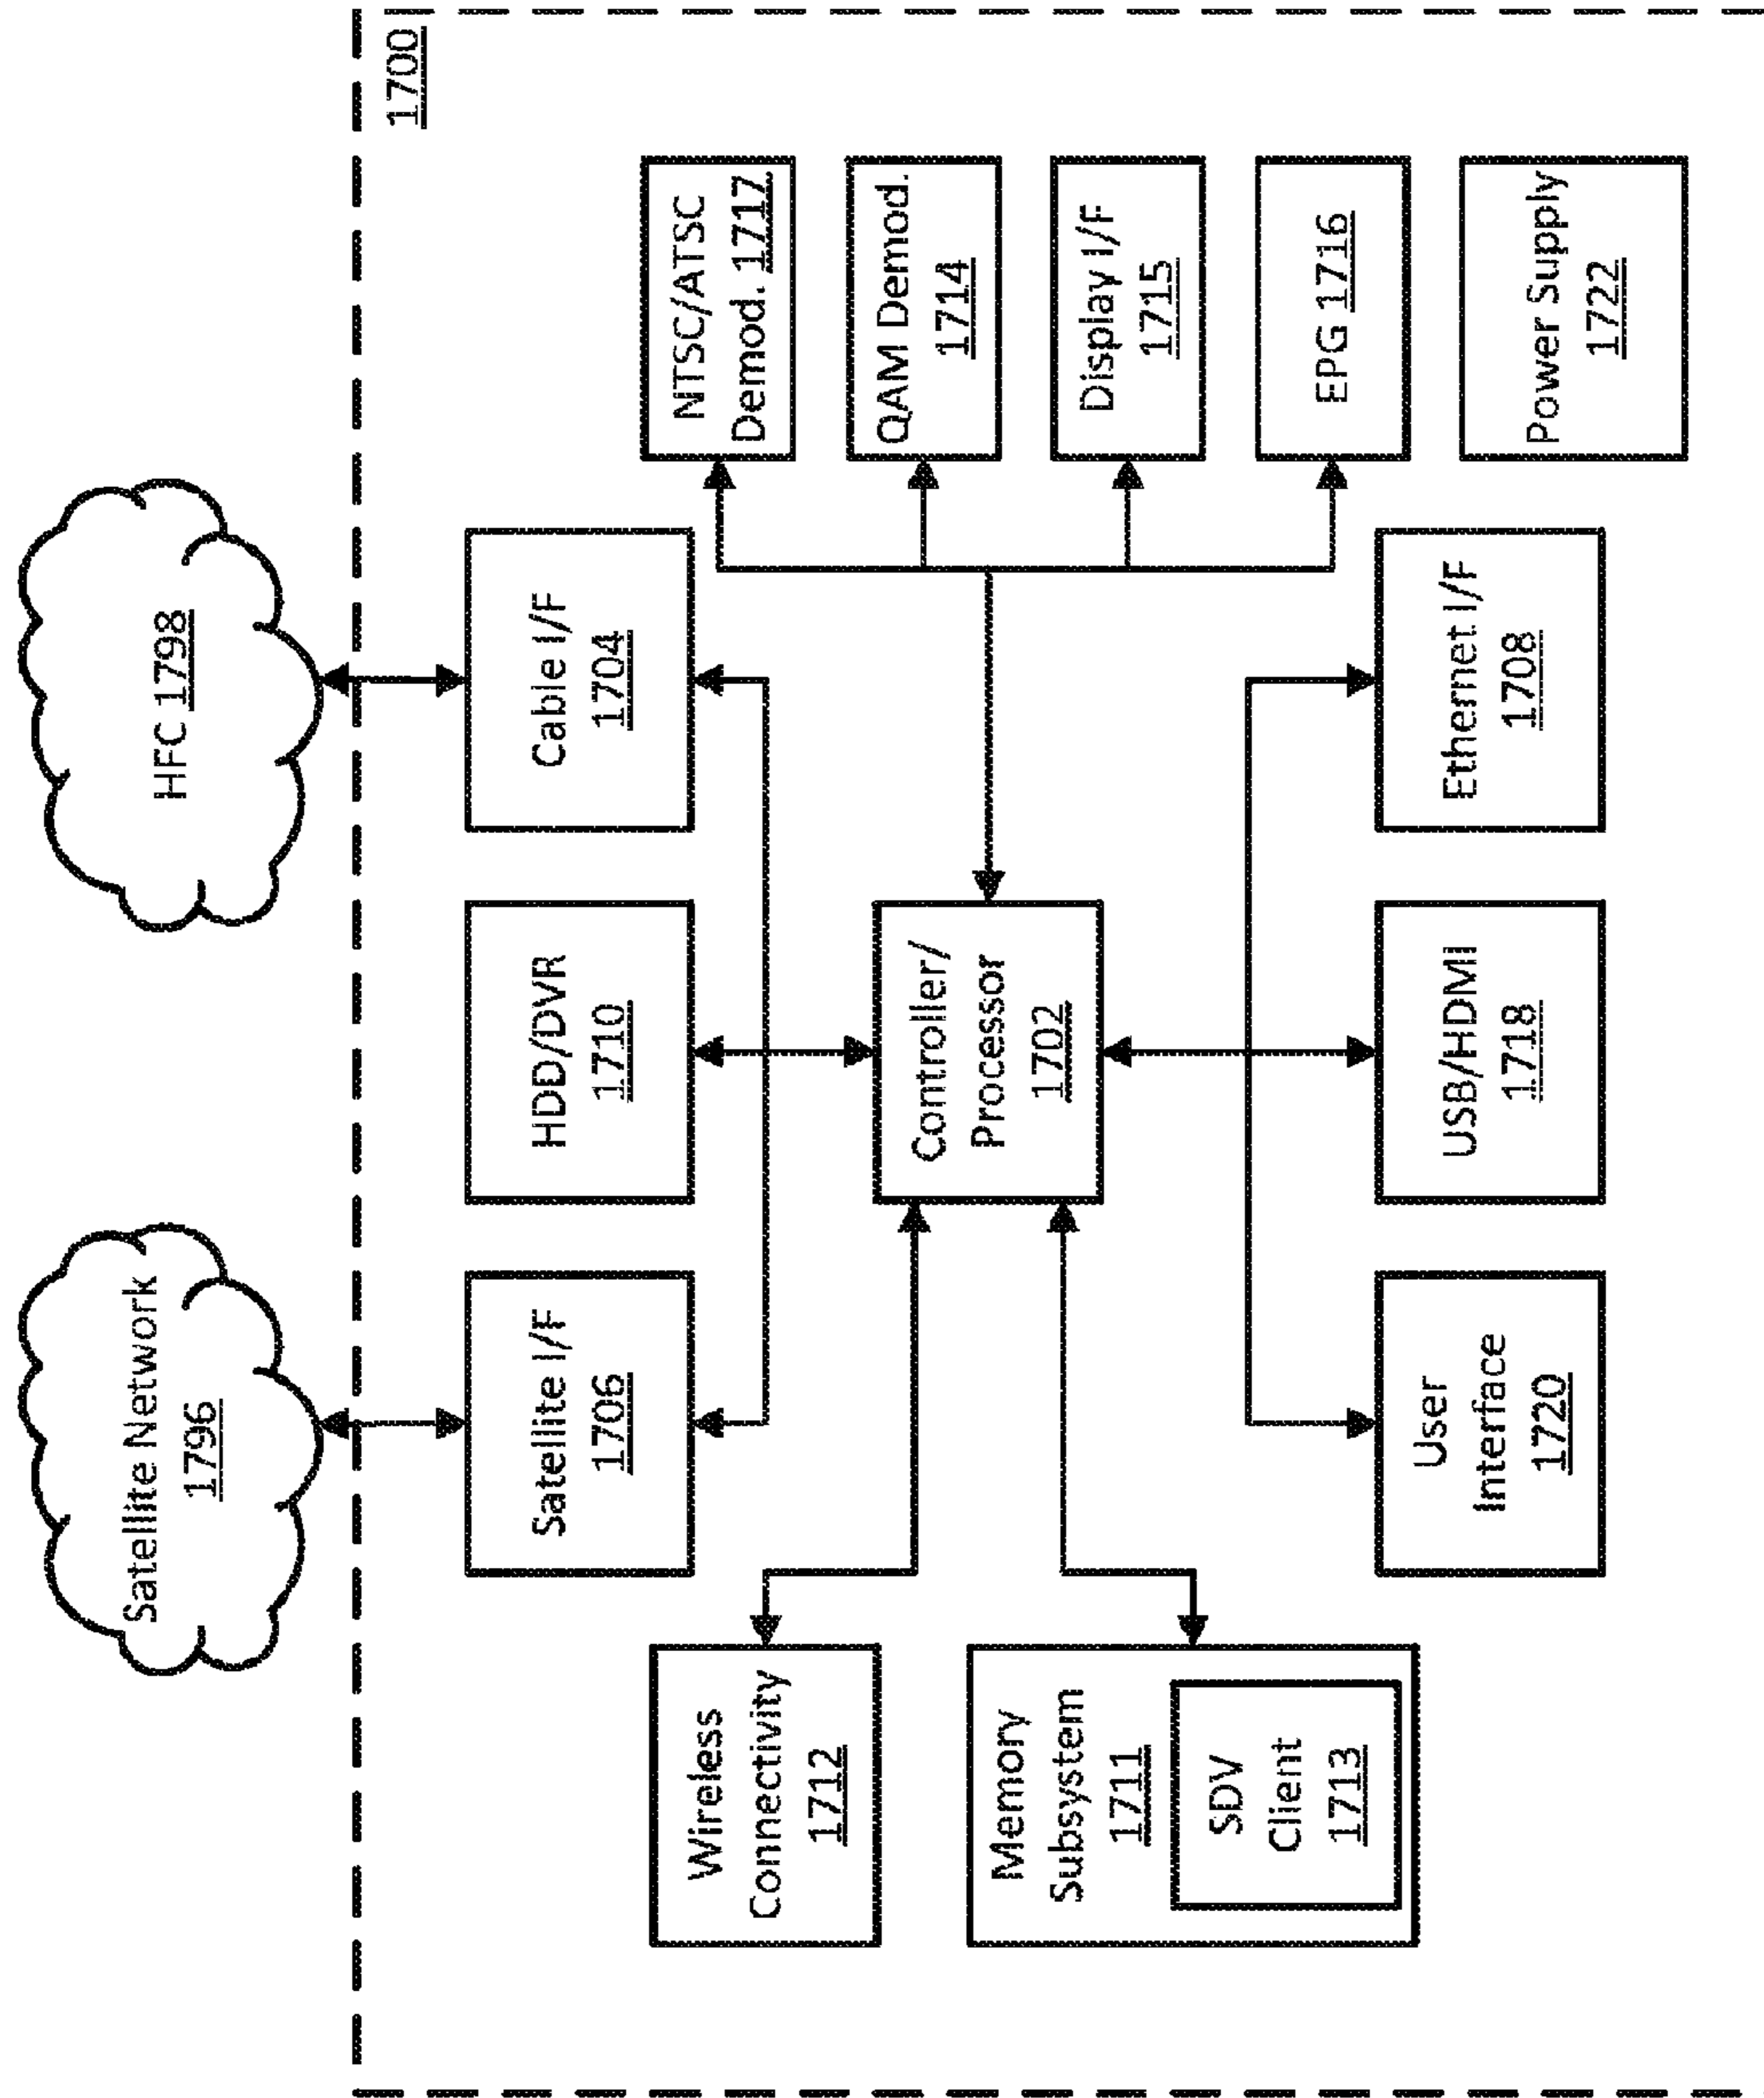 Satellite Network
1796
HFC 1798
1700
Satellite I/F
1706
HDD/DVR
1710
Cable I/F
1704
NTSC/ATSC
Demod. 1717
Wireless
Connectivity
1712
QAM Demod.
1714
Controller/
Processor
1702
Display I/F
1715
Memory
Subsystem
1711
SDV
Client
1713
EPG 1716
User
Interface
1720
USB/HDMI
1718
Ethernet I/F
1708
Power Supply
1722